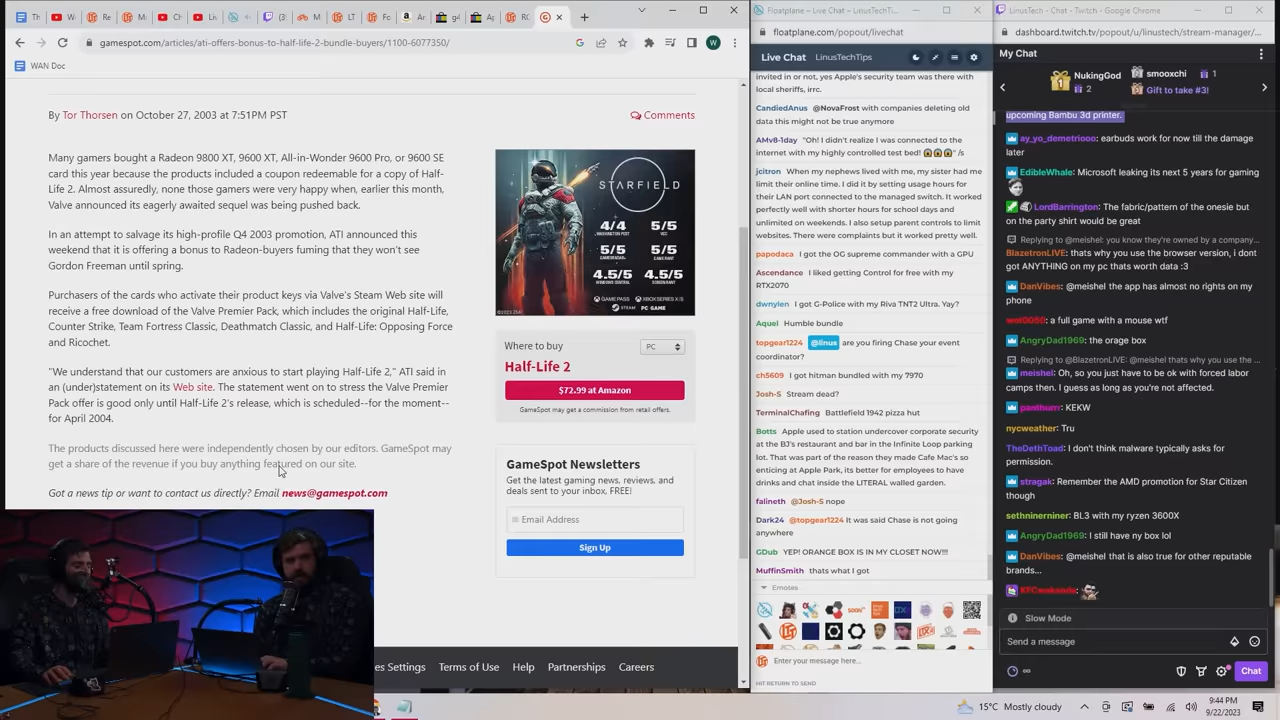 gamespot.com/articles/ati-offers-bonus-to-half-life-2-bundle-buyers/1100-6077350/
WAN Doc
on October 27, 2003 at 7:51PM PST
Comments
Many gamers bought a Radeon 9800 XT, 9600 XT, All-in-Wonder 9600 Pro, or 9600 SE
card this year because the products included a coupon redeemable for a copy of Half-
Life 2. Almost assuredly, none those gamers were very happy when, earlier this month,
Valve announced its eagerly awaited shooter was being pushed back.
In an attempt to overcome its high-performance, low-return promotion, ATI announced this
weekend that it is offering a bonus to the bundle-buyers fuming that they won't see
Gordon Freeman until spring.
Purchasers of the cards who activate their product keys via Valve's Steam Web site will
receive a free download of the Valve Premier Pack, which includes the original Half-Life,
Counter Strike, Team Fortress Classic, Deathmatch Classic, and Half-Life: Opposing Force
and Ricochet.
"We understand that our customers are anxious to start playing Half-Life 2," ATI said in
an (under)statement on its Web site. The statement went on to stress the Valve Premier
Pack is available only until Half-Life 2's release, which is scheduled--for the moment--
for April 2004.
The products discussed here were independently chosen by our editors. GameSpot may
get a share of the revenue if you buy anything featured on our site.
Got a news tip or want to contact us directly? Email news@gamespot.com
STARFIELD
4/4
5/5
5/5
5/5
4.5/5
4.5/5
GAME PASS
XBOX SERIES X|S
STEAM
PC GAME
Where to buy
PC
Half-Life 2
$72.99 at Amazon
GameSpot may get a commission from retail offers.
GameSpot Newsletters
Get the latest gaming news, reviews, and
deals sent to your inbox, FREE!
Email Address
Sign Up
es Settings
Terms of Use
Help
Partnerships
Careers
Floatplane – Live Chat – LinusTechTi...
floatplane.com/popout/livechat
Live Chat
LinusTechTips
invited in or not, yes Apple's security team was there with
local sheriffs, irrc.
CandiedAnus @NovaFrost with companies deleting old
data this might not be true anymore
AMv8-1day "Oh! I didn't realize I was connected to the
internet with my highly controlled test bed! 😱😱😱" /s
jcitron When my nephews lived with me, my sister had me
limit their online time. I did it by setting usage hours for
their LAN port connected to the managed switch. It worked
perfectly well with shorter hours for school days and
unlimited on weekends. I also setup parent controls to limit
websites. There were complaints but it worked pretty well.
papodaca I got the OG supreme commander with a GPU
Ascendance I liked getting Control for free with my
RTX2070
dwnylen I got G-Police with my Riva TNT2 Ultra. Yay?
Aquel Humble bundle
topgear1224 @linus are you firing Chase your event
coordinator?
ch5609 I got hitman bundled with my 7970
Josh-S Stream dead?
TerminalChafing Battlefield 1942 pizza hut
Botts Apple used to station undercover corporate security
at the BJ's restaurant and bar in the Infinite Loop parking
lot. That was part of the reason they made Cafe Mac's so
enticing at Apple Park, its better for employees to have
drinks and chat inside the LITERAL walled garden.
falineth @Josh-S nope
Dark24 @topgear1224 It was said Chase is not going
anywhere
GDub YEP! ORANGE BOX IS IN MY CLOSET NOW!!!!
MuffinSmith thats what I got
Emotes
Enter your message here...
HIT RETURN TO SEND
LinusTech - Chat - Twitch - Google Chrome
dashboard.twitch.tv/popout/u/linustech/stream-manager/...
My Chat
NukingGod
2
smooxchi
1
Gift to take #3!
upcoming Bambu 3d printer.
ay_yo_demetriooo: earbuds work for now till the damage
later
EdibleWhale: Microsoft leaking its next 5 years for gaming
LordBarrington: The fabric/pattern of the onesie but
on the party shirt would be great
Replying to @meishel: you know they're owned by a company...
BlazetronLIVE: thats why you use the browser version, i dont
got ANYTHING on my pc thats worth data :3
DanVibes: @meishel the app has almost no rights on my
phone
wot0050: a full game with a mouse wtf
AngryDad1969: the orage box
Replying to @BlazetronLIVE: @meishel thats why you use the ...
meishel: Oh, so you just have to be ok with forced labor
camps then. I guess as long as you're not affected.
panthurr: KEKW
nycweather: Tru
TheDethToad: I don't think malware typically asks for
permission.
stragak: Remember the AMD promotion for Star Citizen
though
sethninerniner: BL3 with my ryzen 3600X
AngryDad1969: I still have ny box lol
DanVibes: @meishel that is also true for other reputable
brands...
Slow Mode
Send a message
Chat
15°C Mostly cloudy
9:44 PM
9/22/2023